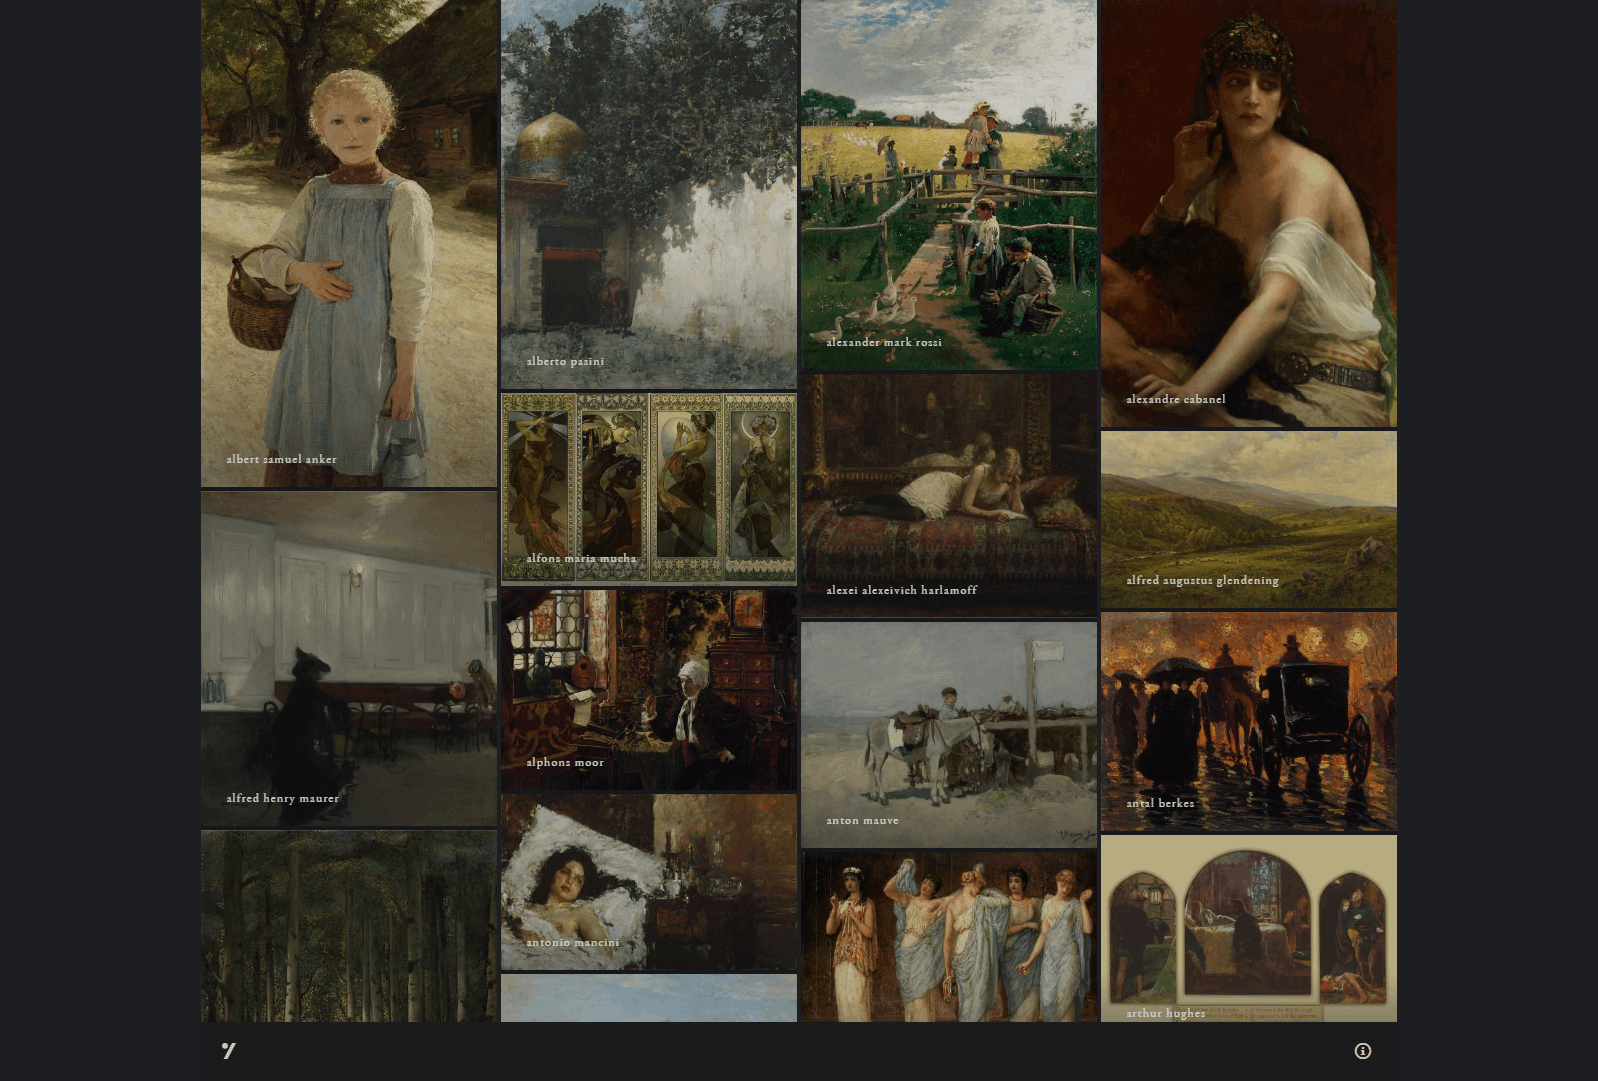 albert samuel anker
alberto pasini
alexander mark rossi
alexandre cabanel
alfons maria mucha
alexei alexeivich harlamoff
alfred augustus glendening
alfred henry maurer
alphons moor
anton mauve
antal berkes
antonio mancini
arthur hughes